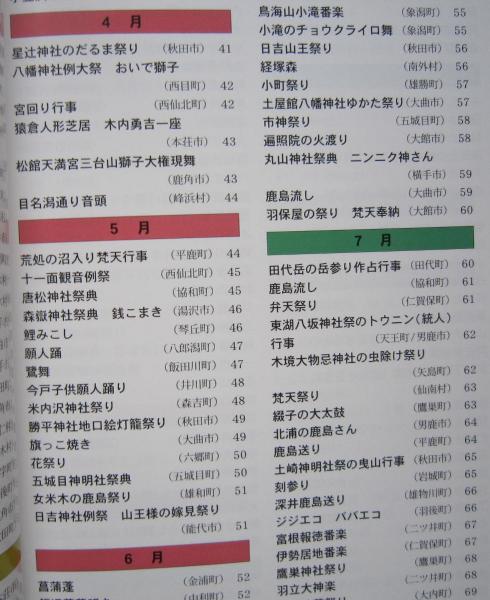 4 月
星辻神社のだるま祭り （秋田市） 41
八幡神社例大祭 おいで獅子
（西目町） 42
宮回り行事 （西仙北町） 42
猿倉人形芝居 木内勇吉一座
（本荘市） 43
松館天満宮三台山獅子大権現舞
（鹿角市） 43
目名潟通り音頭 （峰浜村） 44
5 月
荒処の沼入り梵天行事 （平鹿町） 44
十一面観音例祭 （西仙北町） 45
唐松神社祭典 （協和町） 45
森嶽神社祭典 銭こまき （湯沢市） 46
鯉みこし （琴丘町） 46
願人踊 （八郎潟町） 47
鷺舞 （飯田川町） 47
今戸子供願人踊り （井川町） 48
米内沢神社祭り （森吉町） 48
勝平神社地口絵灯籠祭り （秋田市） 49
旗っこ焼き （大曲市） 49
花祭り （六郷町） 50
五城目神明社祭典 （五城目町） 50
女米木の鹿島祭り （雄和町） 51
日吉神社例祭 山王様の嫁見祭り
（能代市） 51
6 月
菖蒲蓬 （金浦町） 52
鳥海山小滝番楽 （象潟町） 55
小滝のチョウクライロ舞 （象潟町） 55
日吉山王祭り （秋田市） 56
経塚森 （南外村） 56
小町祭り （雄勝町） 57
土屋館八幡神社ゆかた祭り （大曲市） 57
市神祭り （五城目町） 58
遍照院の火渡り （大館市） 58
丸山神社祭典 ニンニク神さん
（横手市） 59
鹿島流し （大曲市） 59
羽保屋の祭り 梵天奉納 （大館市） 60
7 月
田代岳の岳参り作占行事 （田代町） 60
鹿島流し （協和町） 61
弁天祭り （仁賀保町） 61
東湖八坂神社祭のトウニン（統人）
行事 （天王町/男鹿市） 62
木境大物忌神社の虫除け祭り
（矢島町） 62
梵天祭り （仙南村） 63
綴子の大太鼓 （鷹巣町） 63
北浦の鹿島さん （男鹿市） 64
鹿島送り （平鹿町） 64
土崎神明社祭の曳山行事 （秋田市） 65
刻参り （岩城町） 65
深井鹿島送り （雄物川町） 66
ジジエコ ババエコ （羽後町） 66
富根報徳番楽 （二ツ井町） 67
伊勢居地番楽 （仁賀保町） 67
鷹巣神社祭り （鷹巣町） 68
羽立大神楽 （二ツ井町） 68
（大内町） 69